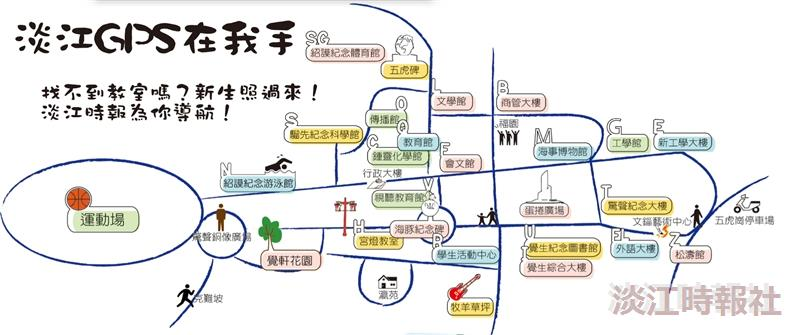 淡江GPS在我手
找不到教室嗎？新生照過來！
淡江時報為你導航！
SG
紹謨紀念體育館
五虎碑
L
文學館
B
商管大樓
福園
S
騮先紀念科學館
O
傳播館
Q
教育館
C
鍾靈化學館
F
會文館
行政大樓
M
海事博物館
G
工學館
E
新工學大樓
N
紹謨紀念游泳館
V
視聽教育館
運動場
驚聲銅像廣場
覺軒花園
H
宮燈教室
海豚紀念碑
R
學生活動中心
蛋捲廣場
T
驚聲紀念大樓
文錙藝術中心
五虎崗停車場
U
覺生紀念圖書館
I
覺生綜合大樓
FL
外語大樓
Z
松濤館
克難坡
瀛苑
牧羊草坪
淡江時報社